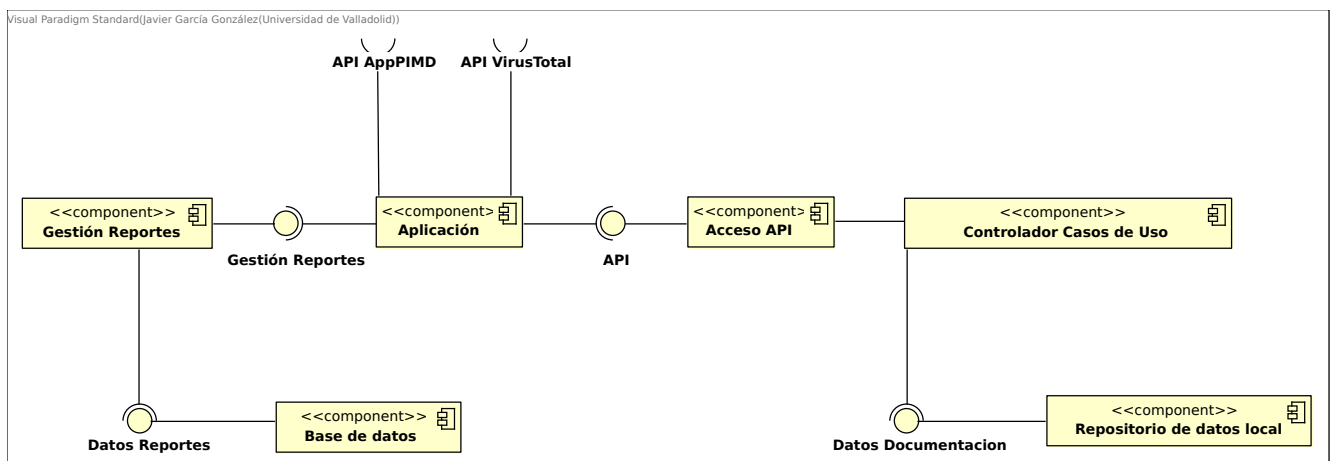 Visual Paradigm Standard(Javier García González(Universidad de Valladolid))
API AppPIMD
API VirusTotal
<<component>>
Gestión Reportes
Gestión Reportes
<<component>
Aplicación
API
<<component>
Acceso API
<<component>>
Controlador Casos de Uso
Datos Reportes
<<component>>
Base de datos
Datos Documentacion
<<component>>
Repositorio de datos local